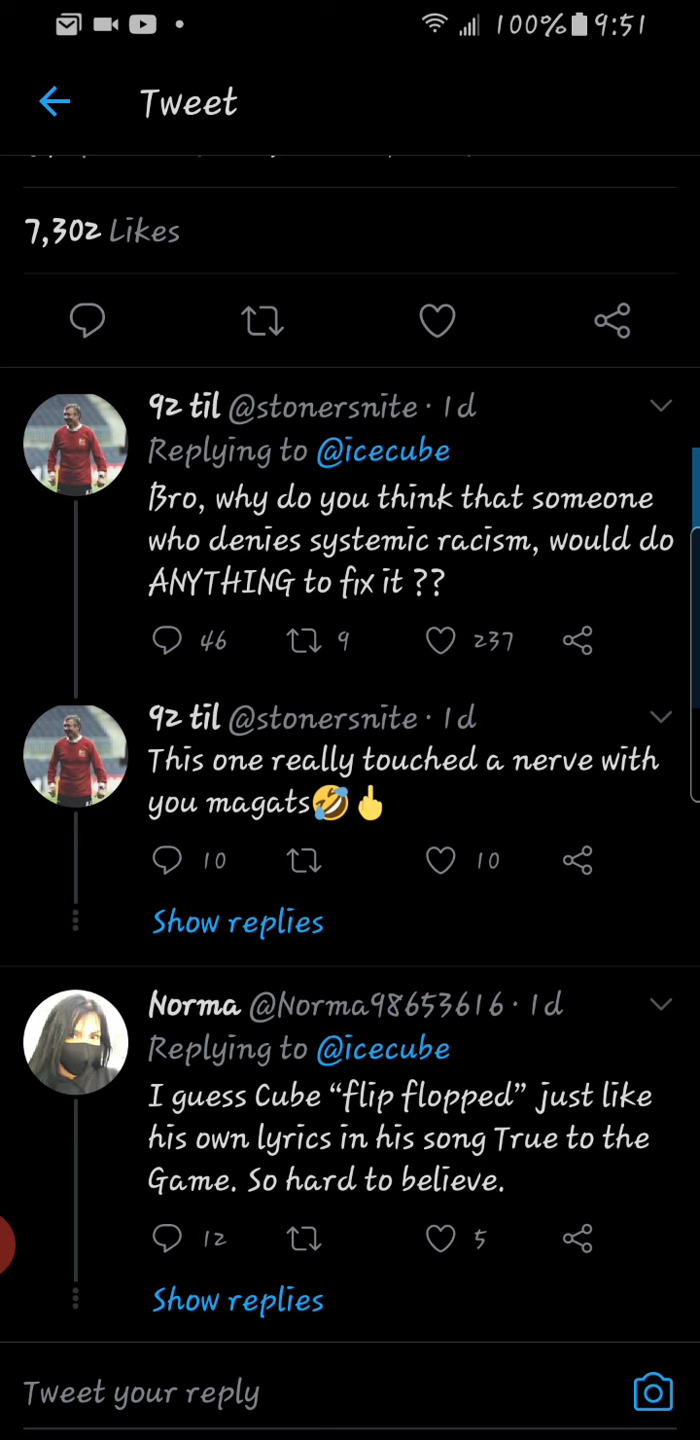 100% 9:51
Tweet
7,302 Likes
92 til @stonersnite · 1d
Replying to @icecube
Bro, why do you think that someone
who denies systemic racism, would do
ANYTHING to fix it ??
46 9 237
92 til @stonersnite · 1d
This one really touched a nerve with
you magats🤣🖕
10 10
Show replies
Norma @Norma98653616 · 1d
Replying to @icecube
I guess Cube “flip flopped” just like
his own lyrics in his song True to the
Game. So hard to believe.
12 5
Show replies
Tweet your reply